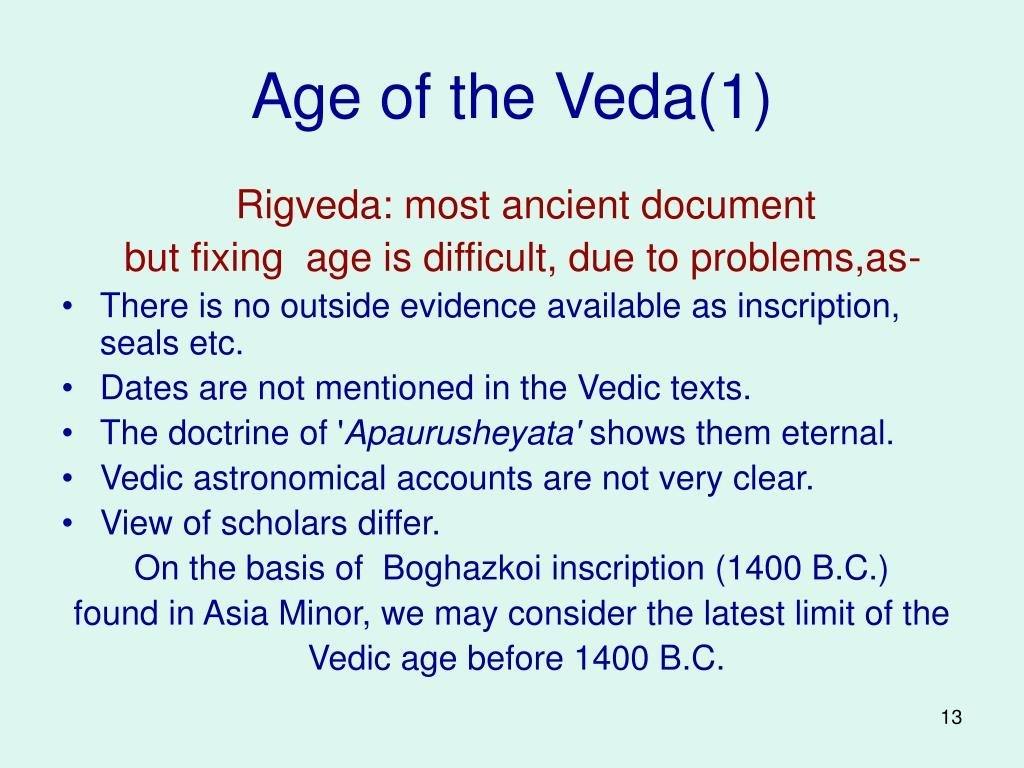 Age of the Veda(1)
Rigveda: most ancient document
but fixing  age is difficult, due to problems,as-
• There is no outside evidence available as inscription,
seals etc.
• Dates are not mentioned in the Vedic texts.
• The doctrine of 'Apaurusheyata' shows them eternal.
• Vedic astronomical accounts are not very clear.
• View of scholars differ.
On the basis of  Boghazkoi inscription (1400 B.C.)
found in Asia Minor, we may consider the latest limit of the
Vedic age before 1400 B.C.
13